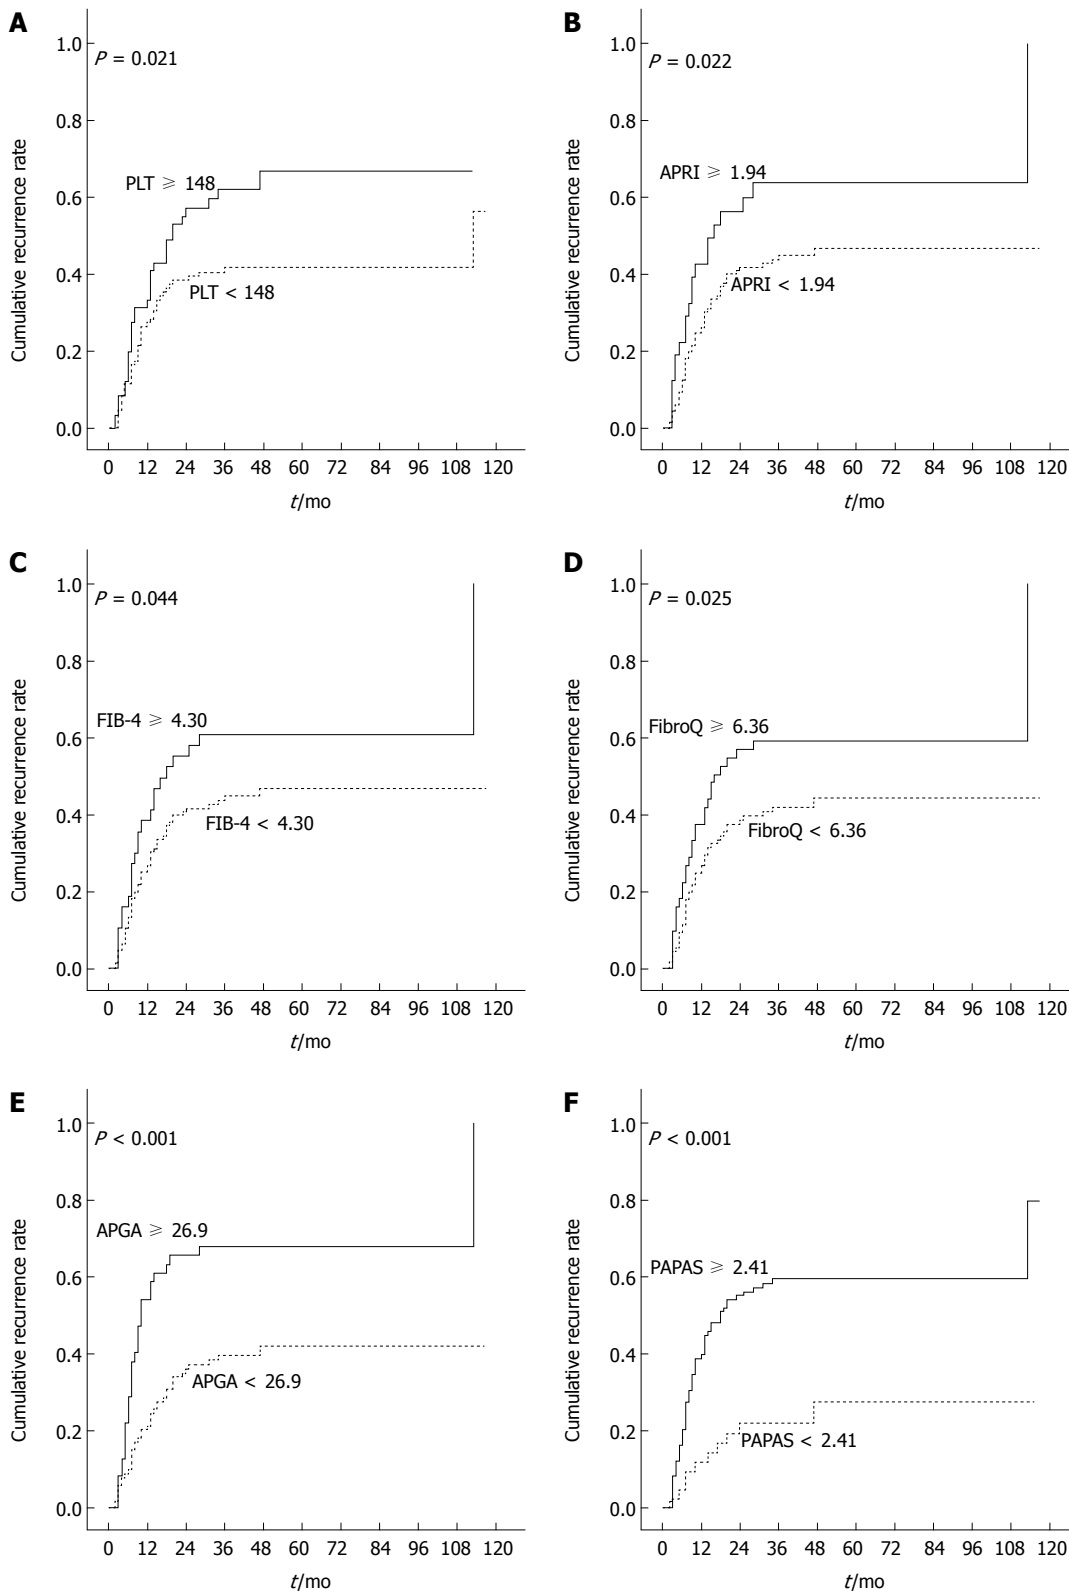 A
P = 0.021
1.0
0.8
0.6
0.4
0.2
0.0
Cumulative recurrence rate
PLT ⩾ 148
PLT < 148
0 12 24 36 48 60 72 84 96 108 120
t/mo
B
P = 0.022
1.0
0.8
0.6
0.4
0.2
0.0
Cumulative recurrence rate
APRI ⩾ 1.94
APRI < 1.94
0 12 24 36 48 60 72 84 96 108 120
t/mo
C
P = 0.044
1.0
0.8
0.6
0.4
0.2
0.0
Cumulative recurrence rate
FIB-4 ⩾ 4.30
FIB-4 < 4.30
0 12 24 36 48 60 72 84 96 108 120
t/mo
D
P = 0.025
1.0
0.8
0.6
0.4
0.2
0.0
Cumulative recurrence rate
FibroQ ⩾ 6.36
FibroQ < 6.36
0 12 24 36 48 60 72 84 96 108 120
t/mo
E
P < 0.001
1.0
0.8
0.6
0.4
0.2
0.0
Cumulative recurrence rate
APGA ⩾ 26.9
APGA < 26.9
0 12 24 36 48 60 72 84 96 108 120
t/mo
F
P < 0.001
1.0
0.8
0.6
0.4
0.2
0.0
Cumulative recurrence rate
PAPAS ⩾ 2.41
PAPAS < 2.41
0 12 24 36 48 60 72 84 96 108 120
t/mo